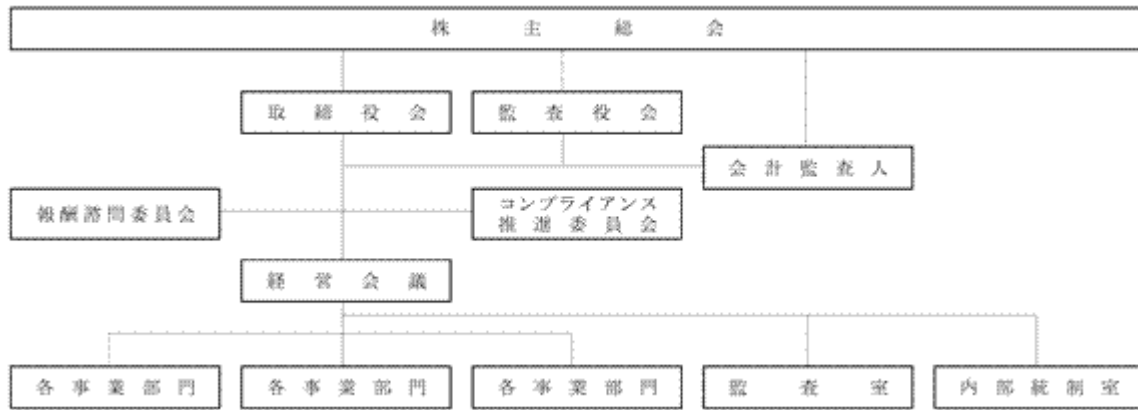 株主総会
取締役会
監査役会
会計監査人
報酬諮問委員会
コンプライアンス
推進委員会
経営会議
各事業部門
各事業部門
各事業部門
監査室
内部統制室